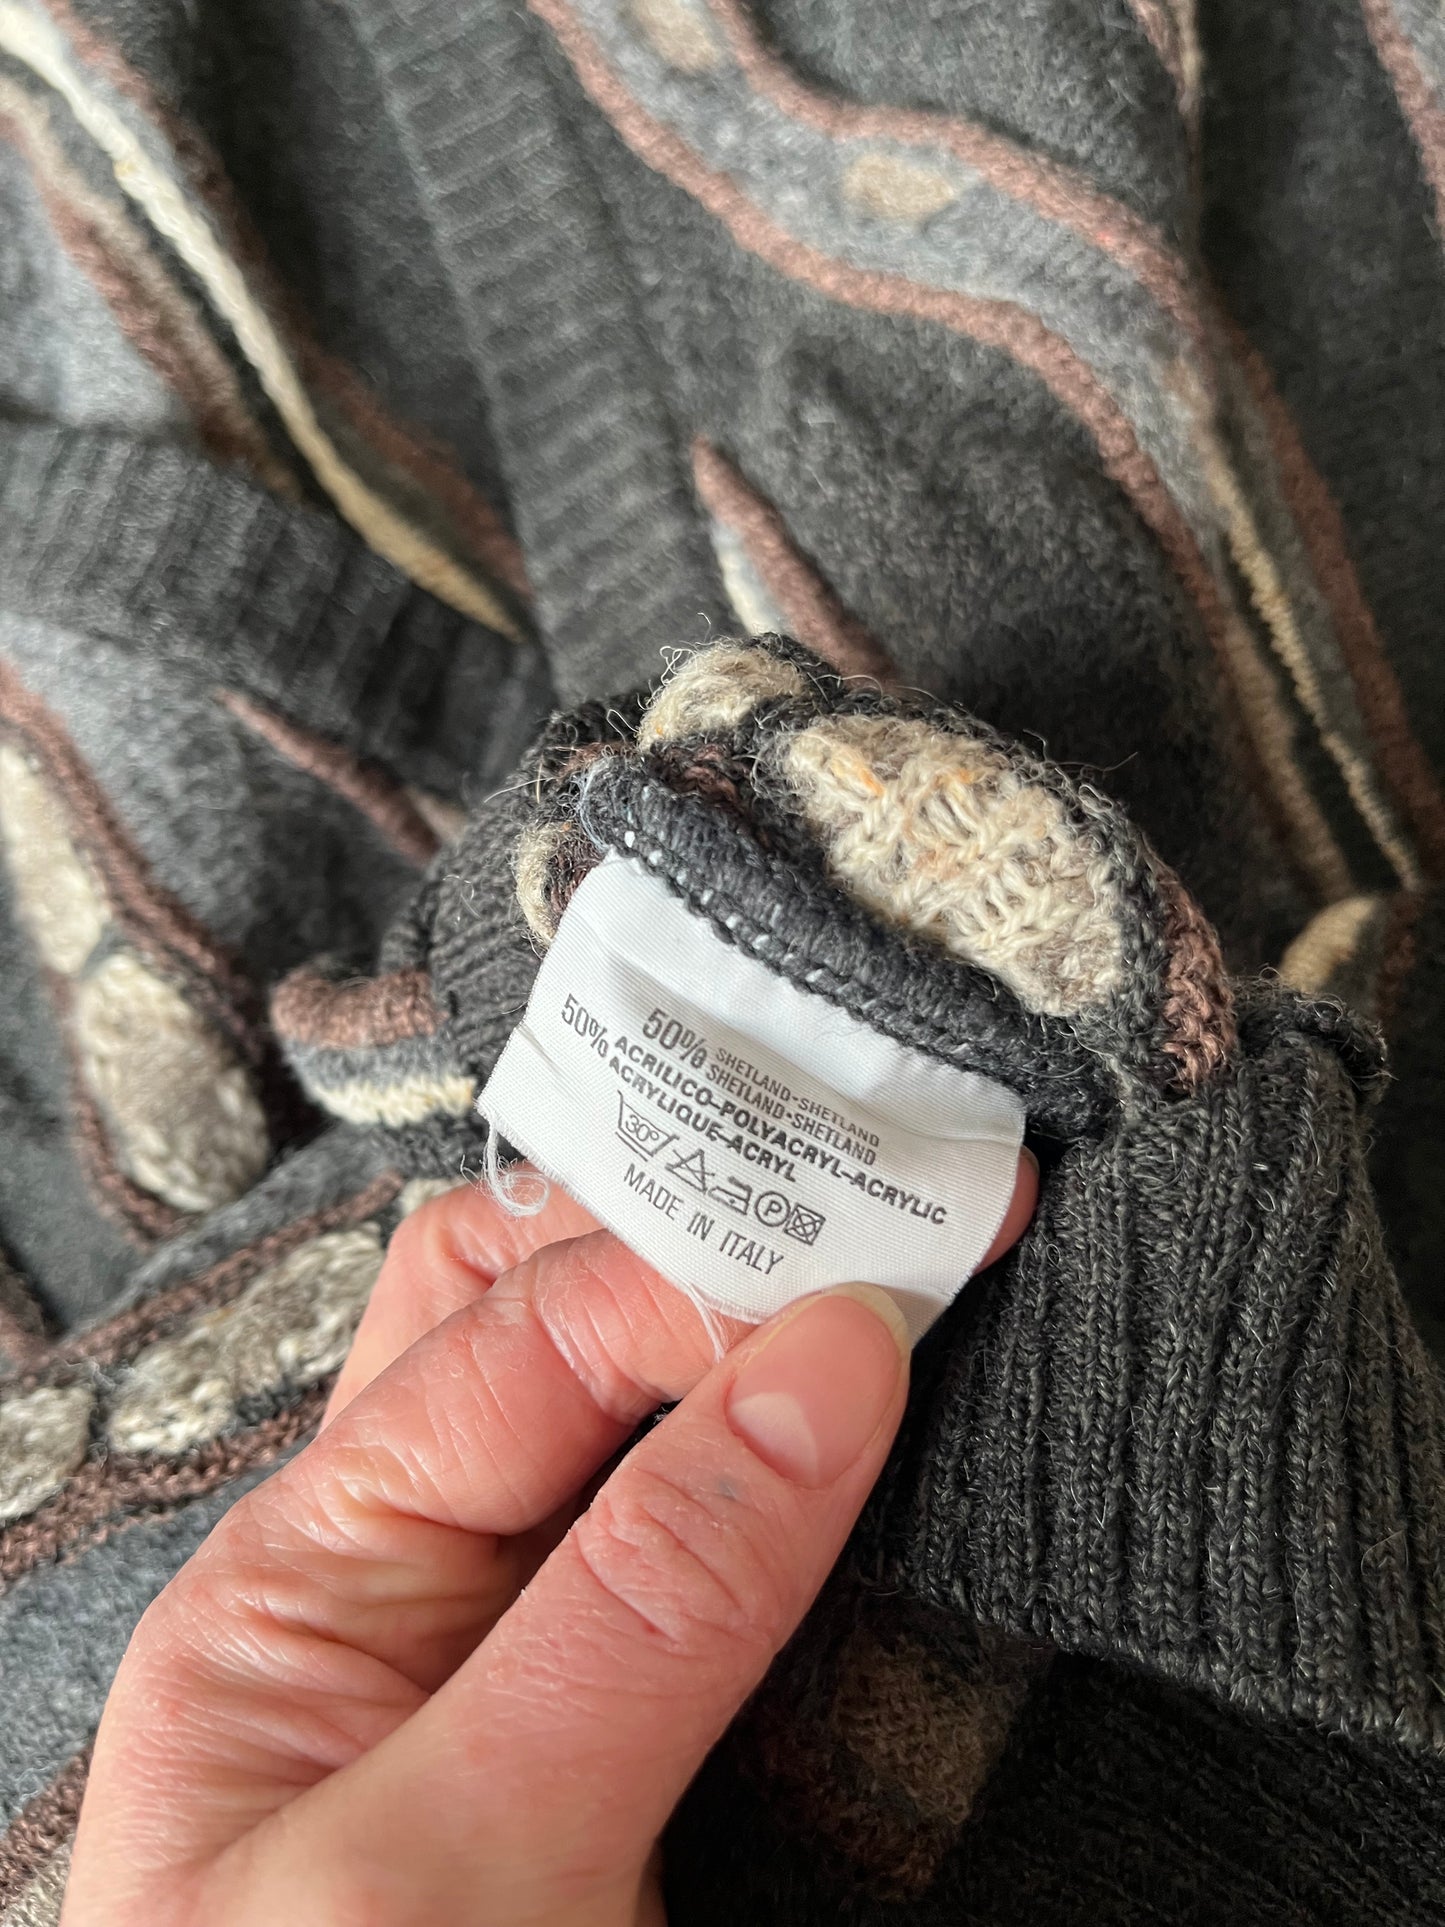 50% SHETLAND-SHETLAND
SHETLAND-SHETLAND
50% ACRILICO-POLYACRYL-ACRYLIC
ACRYLIQUE-ACRYL
30° P
MADE IN ITALY